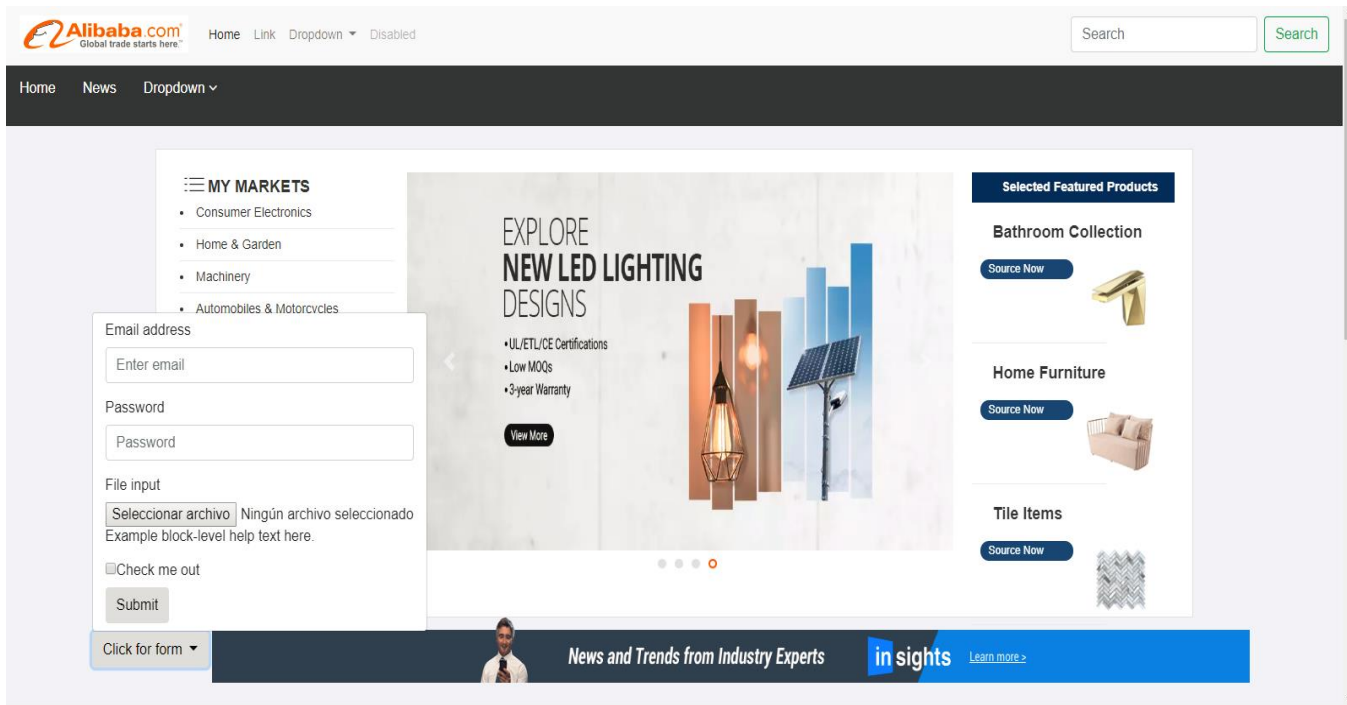 Alibaba.com
Global trade starts here.™
Home Link Dropdown Disabled
Search
Search
Home News Dropdown
MY MARKETS
Consumer Electronics
Home & Garden
Machinery
Automobiles & Motorcycles
Email address
Enter email
Password
Password
File input
Seleccionar archivo Ningún archivo seleccionado
Example block-level help text here.
Check me out
Submit
Click for form
EXPLORE
NEW LED LIGHTING
DESIGNS
•UL/ETL/CE Certifications
•Low MOQs
•3-year Warranty
View More
Selected Featured Products
Bathroom Collection
Source Now
Home Furniture
Source Now
Tile Items
Source Now
News and Trends from Industry Experts
in sights
Learn more >